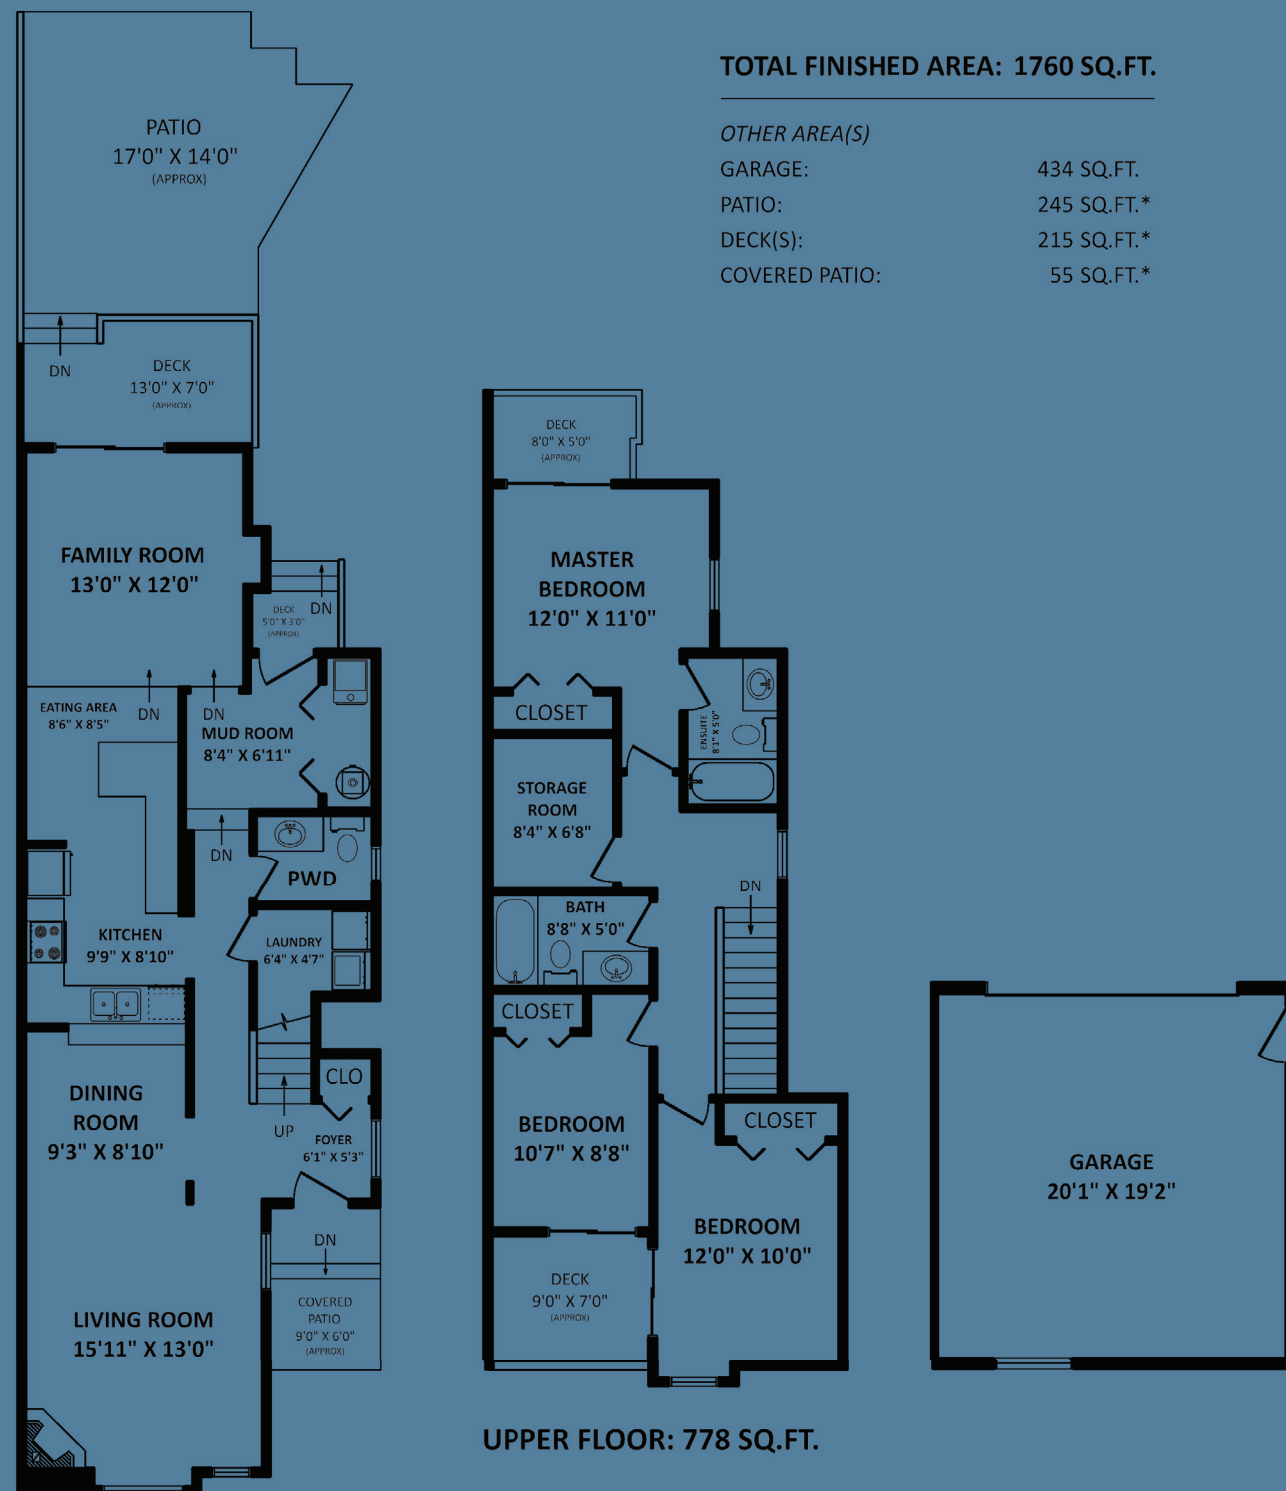 TOTAL FINISHED AREA: 1760 SQ.FT.
OTHER AREA(S)
GARAGE: 434 SQ.FT.
PATIO: 245 SQ.FT.*
DECK(S): 215 SQ.FT.*
COVERED PATIO: 55 SQ.FT.*
PATIO
17'0" X 14'0"
(APPROX)
DN
DECK
13'0" X 7'0"
(APPROX)
FAMILY ROOM
13'0" X 12'0"
DECK
5'0" X 3'0"
(APPROX)
DN
EATING AREA
8'6" X 8'5"
DN
DN
MUD ROOM
8'4" X 6'11"
DN
PWD
KITCHEN
9'9" X 8'10"
LAUNDRY
6'4" X 4'7"
CLO
UP
FOYER
6'1" X 5'3"
DINING
ROOM
9'3" X 8'10"
DN
COVERED
PATIO
9'0" X 6'0"
(APPROX)
LIVING ROOM
15'11" X 13'0"
DECK
8'0" X 5'0"
(APPROX)
MASTER
BEDROOM
12'0" X 11'0"
CLOSET
ENSUITE
8'1" X 5'0"
STORAGE
ROOM
8'4" X 6'8"
BATH
8'8" X 5'0"
DN
CLOSET
BEDROOM
10'7" X 8'8"
CLOSET
BEDROOM
12'0" X 10'0"
DECK
9'0" X 7'0"
(APPROX)
UPPER FLOOR: 778 SQ.FT.
GARAGE
20'1" X 19'2"